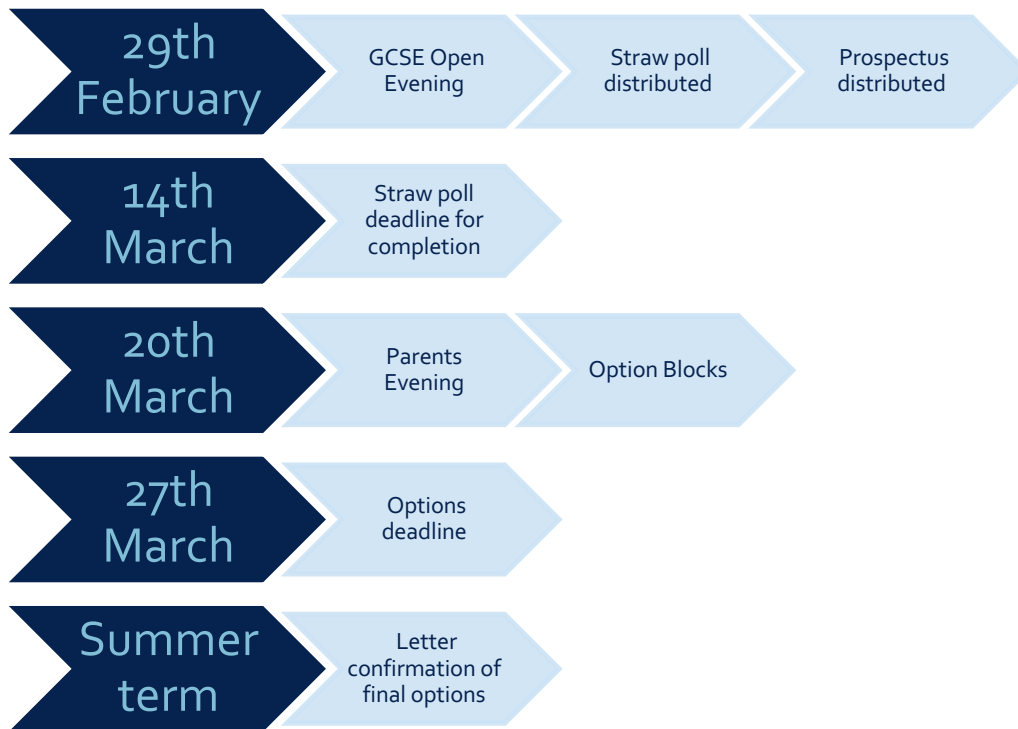 29th
February
GCSE Open
Evening
Straw poll
distributed
Prospectus
distributed
14th
March
Straw poll
deadline for
completion
20th
March
Parents
Evening
Option Blocks
27th
March
Options
deadline
Summer
term
Letter
confirmation of
final options